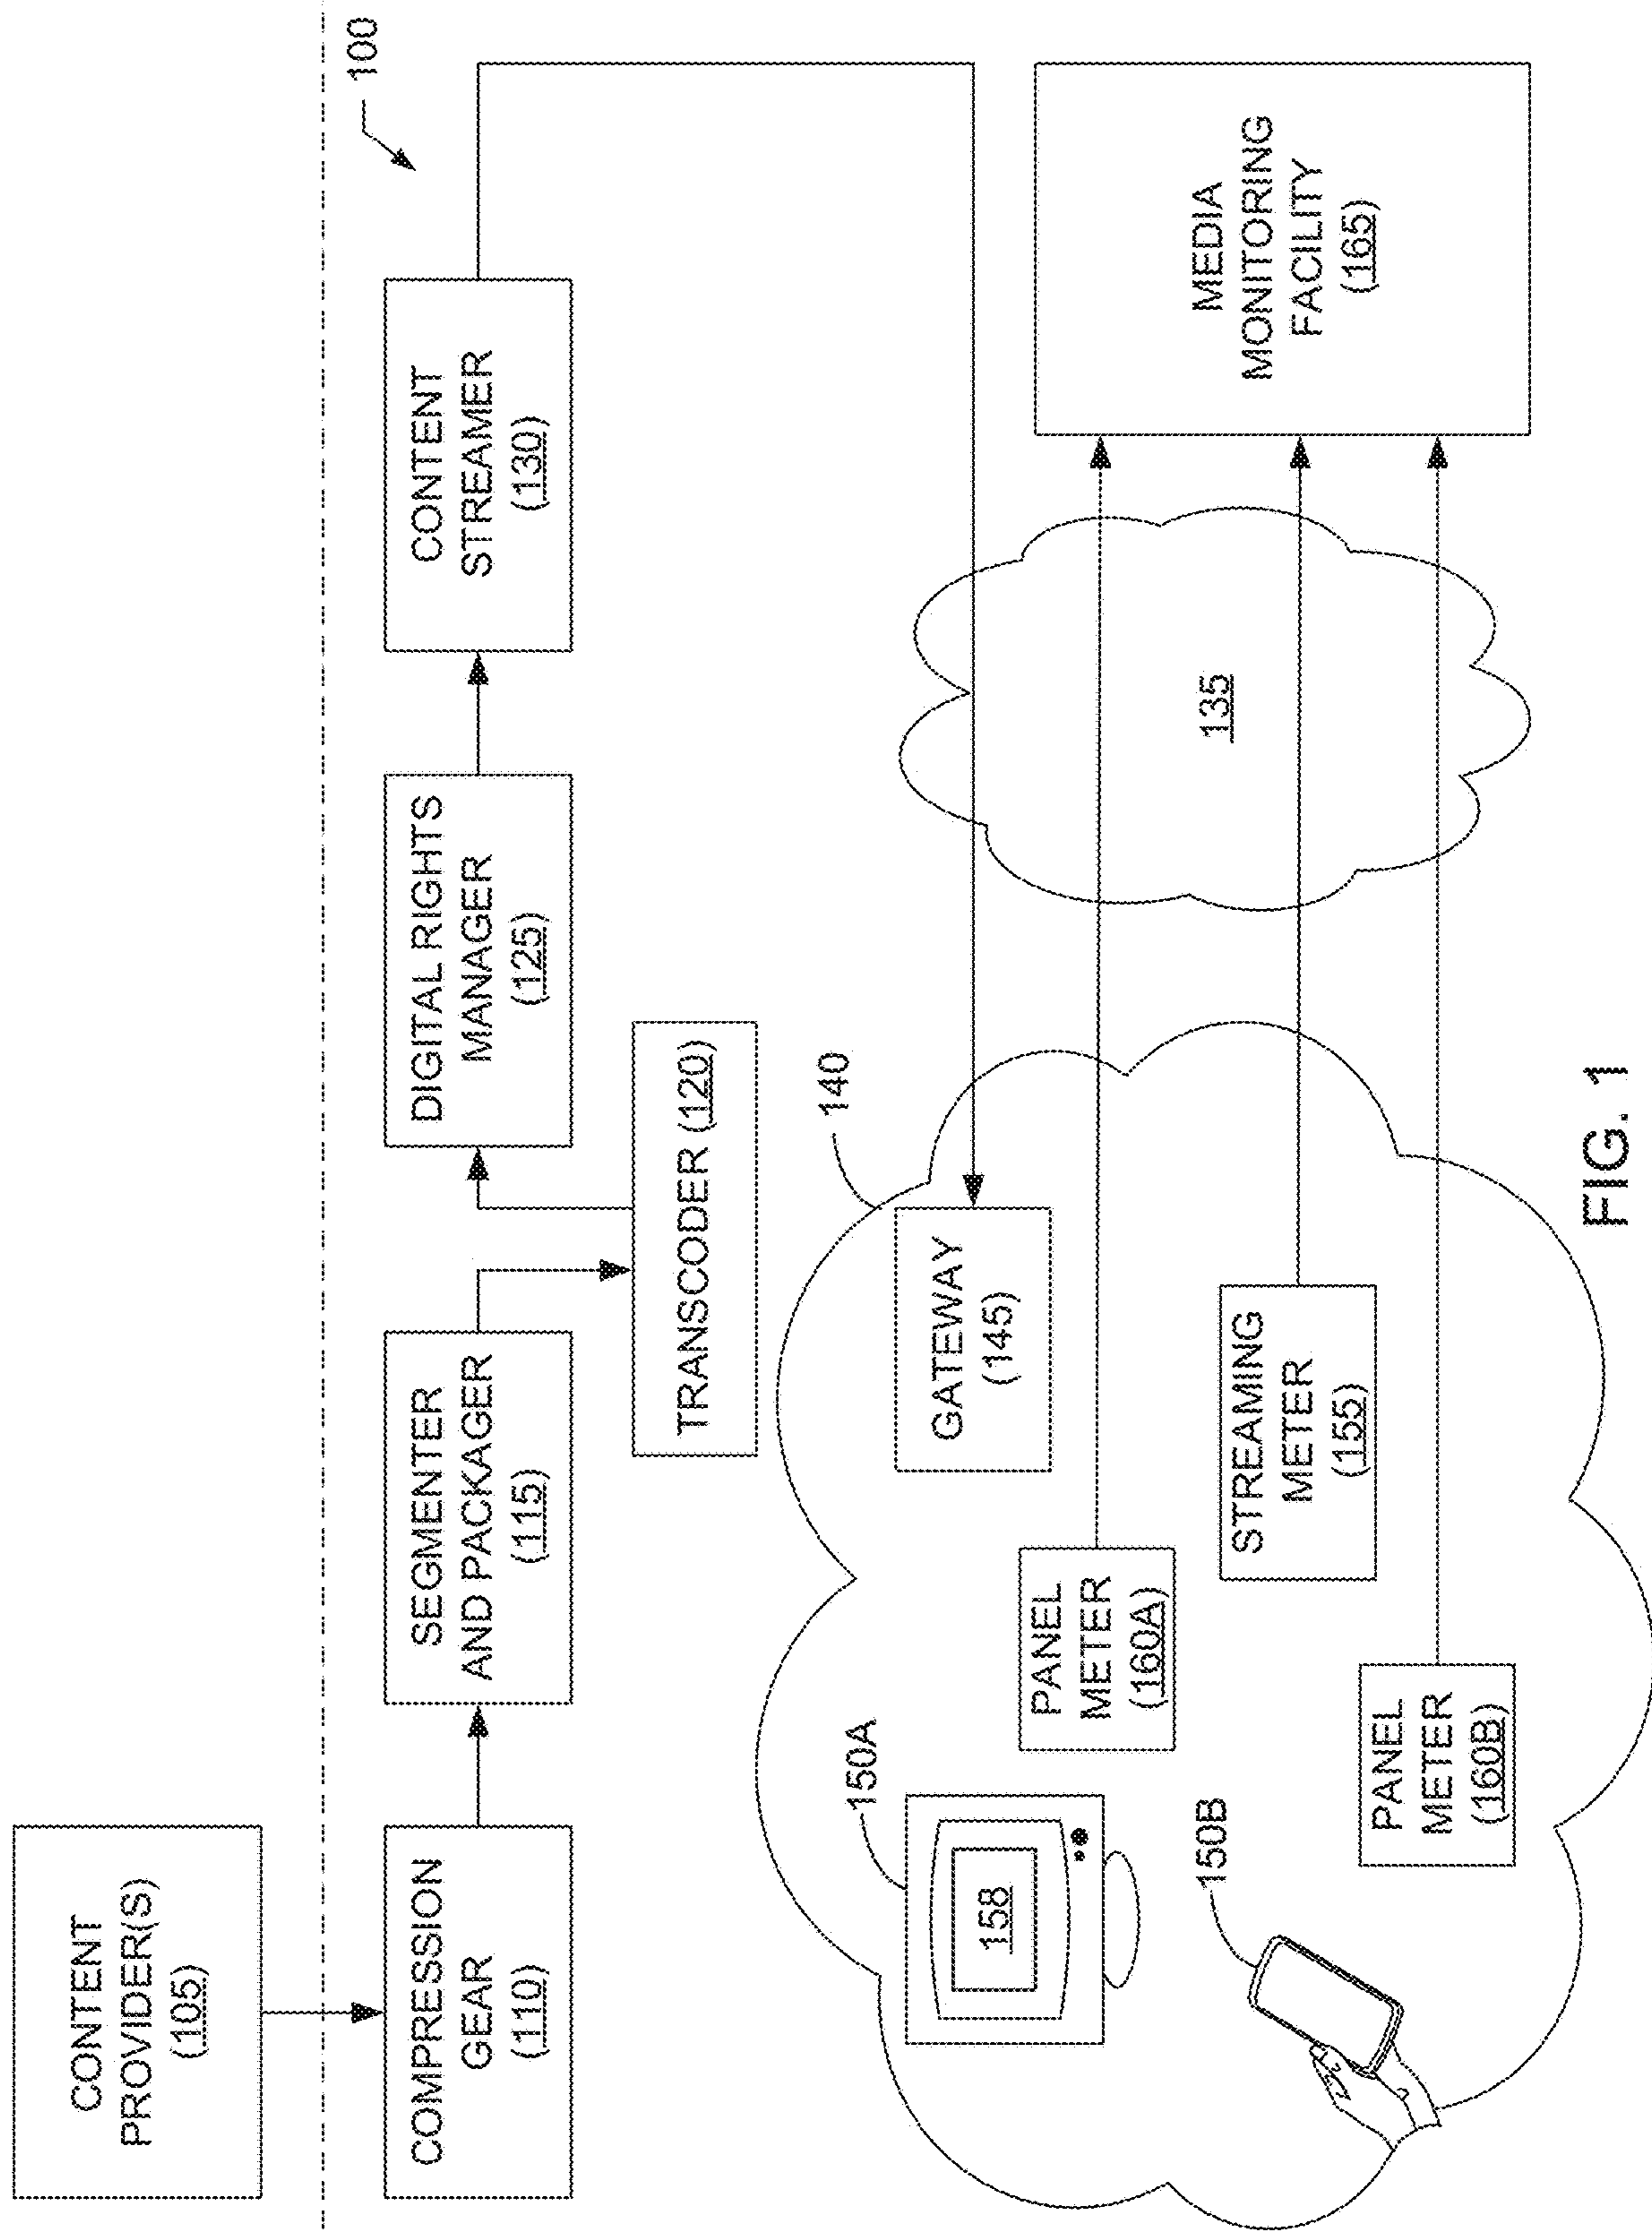 CONTENT
PROVIDER(S)
(105)
100
COMPRESSION
GEAR
(110)
SEGMENTER
AND PACKAGER
(115)
DIGITAL RIGHTS
MANAGER
(125)
CONTENT
STREAMER
(130)
TRANSCODER (120)
140
GATEWAY
(145)
150A
158
PANEL
METER
(160A)
135
MEDIA
MONITORING
FACILITY
(165)
STREAMING
METER
(155)
150B
PANEL
METER
(160B)
FIG. 1